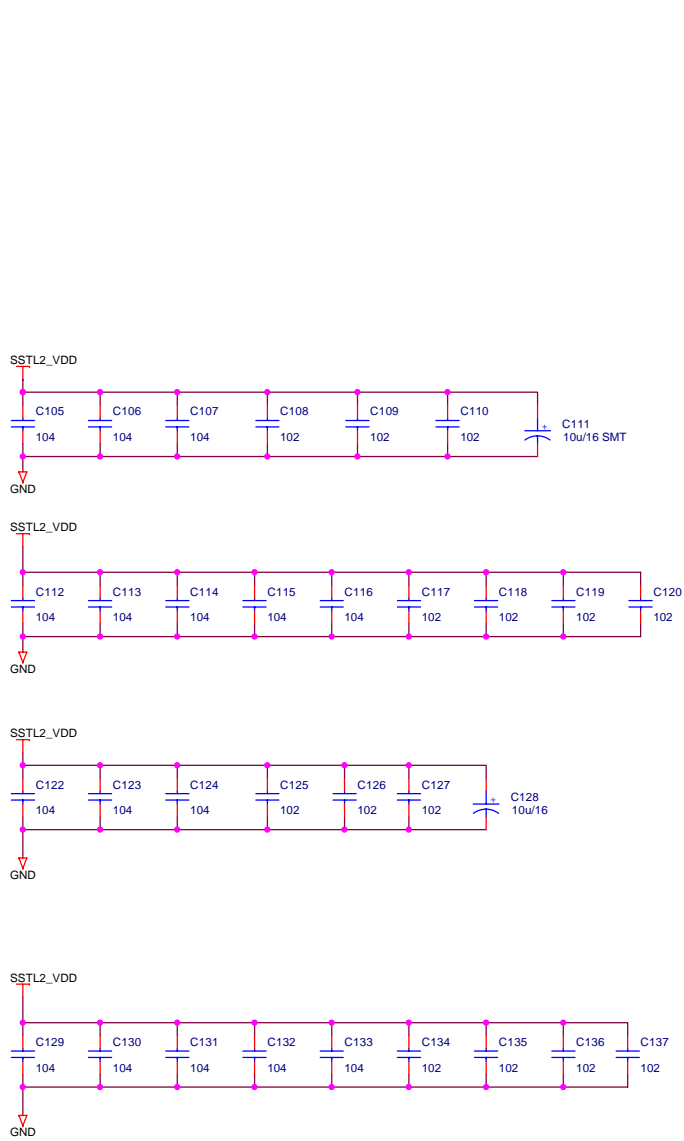 SSTL2_VDD
C105 C106 C107 C108 C109 C110 C111
104 104 104 102 102 102 10u/16 SMT
GND
SSTL2_VDD
C112 C113 C114 C115 C116 C117 C118 C119 C120
104 104 104 104 104 102 102 102 102
GND
SSTL2_VDD
C122 C123 C124 C125 C126 C127 C128
104 104 104 102 102 102 10u/16
GND
SSTL2_VDD
C129 C130 C131 C132 C133 C134 C135 C136 C137
104 104 104 104 104 102 102 102 102
GND